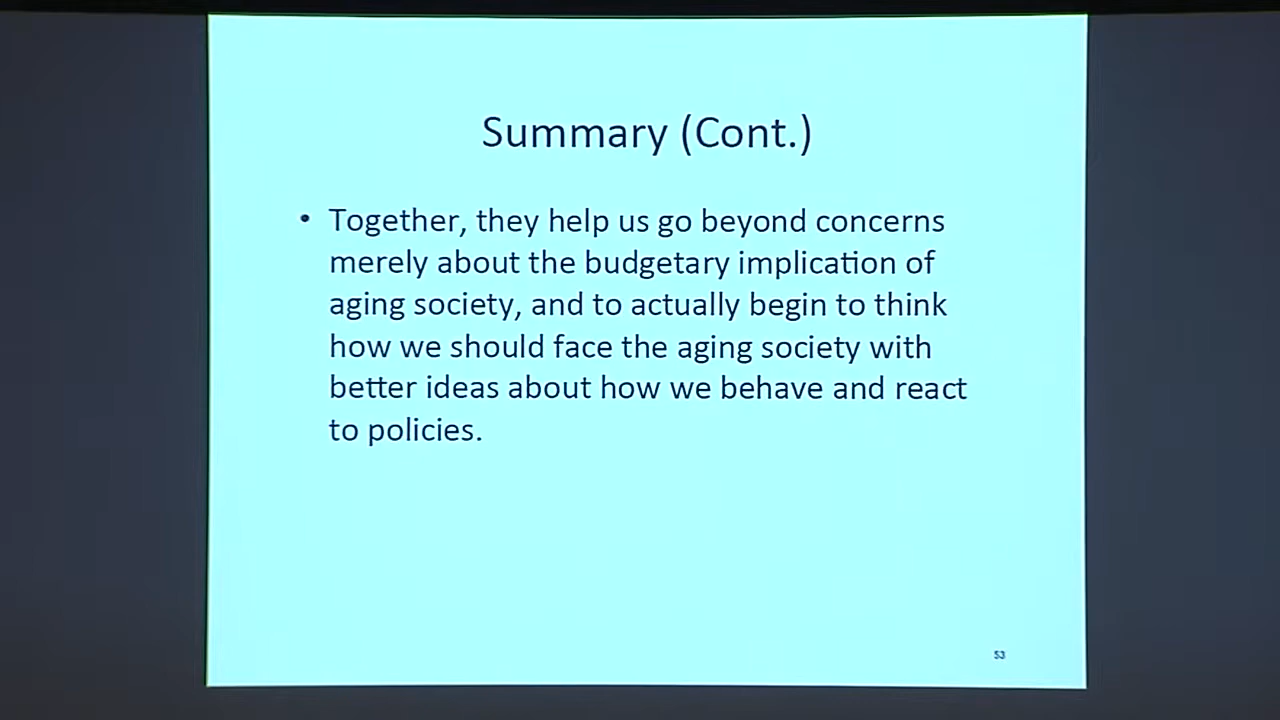 Summary (Cont.)
• Together, they help us go beyond concerns
merely about the budgetary implication of
aging society, and to actually begin to think
how we should face the aging society with
better ideas about how we behave and react
to policies.
53